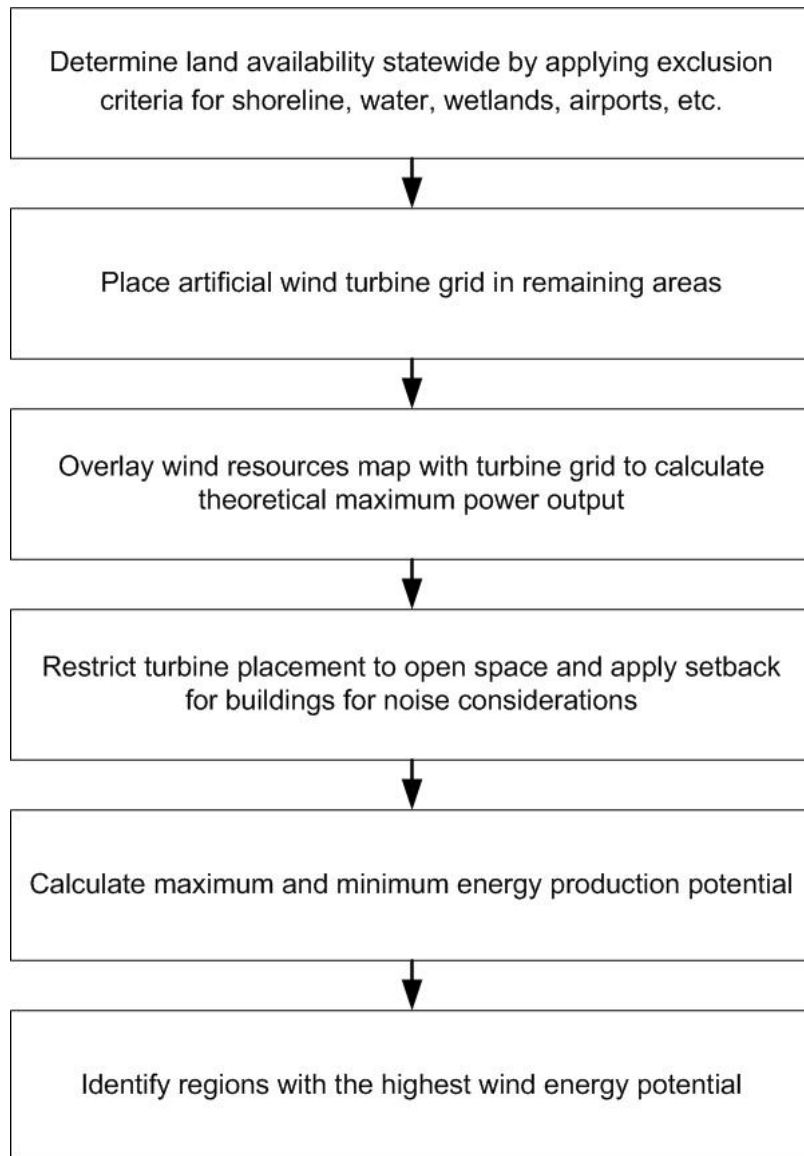 Determine land availability statewide by applying exclusion
criteria for shoreline, water, wetlands, airports, etc.
Place artificial wind turbine grid in remaining areas
Overlay wind resources map with turbine grid to calculate
theoretical maximum power output
Restrict turbine placement to open space and apply setback
for buildings for noise considerations
Calculate maximum and minimum energy production potential
Identify regions with the highest wind energy potential